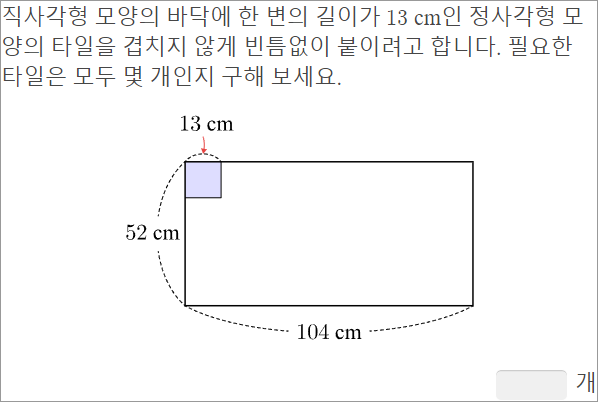 직사각형 모양의 바닥에 한 변의 길이가 13 cm인 정사각형 모
양의 타일을 겹치지 않게 빈틈없이 붙이려고 합니다. 필요한
타일은 모두 몇 개인지 구해 보세요.
13 cm
52 cm
104 cm
개